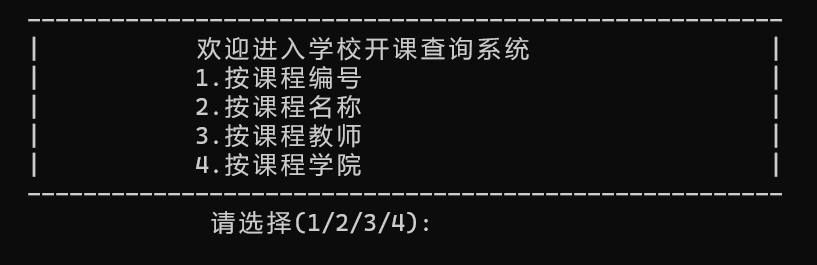 欢迎进入学校开课查询系统
1.按课程编号
2.按课程名称
3.按课程教师
4.按课程学院
请选择(1/2/3/4):